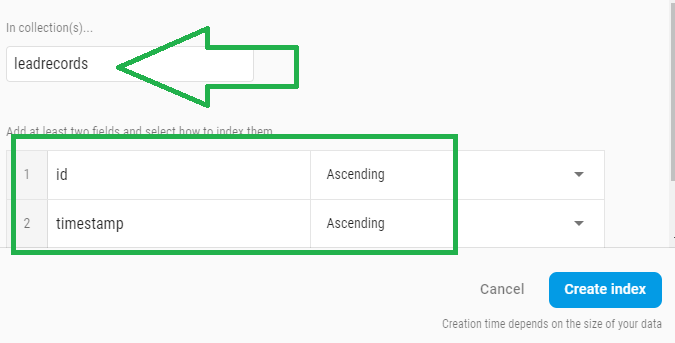 In collection(s)...
leadrecords
Add at least two fields and select how to index them
1 id Ascending
2 timestamp Ascending
Cancel Create index
Creation time depends on the size of your data